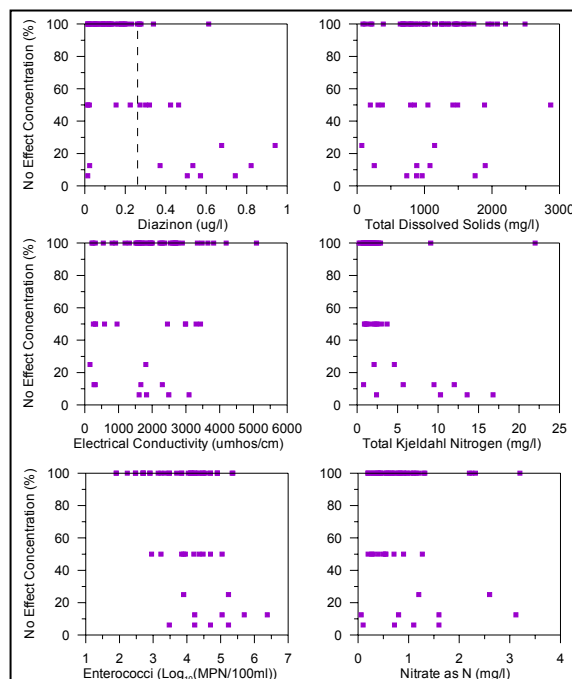 No Effect Concentration (%)
100
80
60
40
20
0
0 0.2 0.4 0.6 0.8 1
Diazinon (ug/l)
100
80
60
40
20
0
0 1000 2000 3000
Total Dissolved Solids (mg/l)
No Effect Concentration (%)
100
80
60
40
20
0
0 1000 2000 3000 4000 5000 6000
Electrical Conductivity (umhos/cm)
100
80
60
40
20
0
0 5 10 15 20 25
Total Kjeldahl Nitrogen (mg/l)
No Effect Concentration (%)
100
80
60
40
20
0
1 2 3 4 5 6 7
Enterococci (Log10(MPN/100ml))
100
80
60
40
20
0
0 1 2 3 4
Nitrate as N (mg/l)